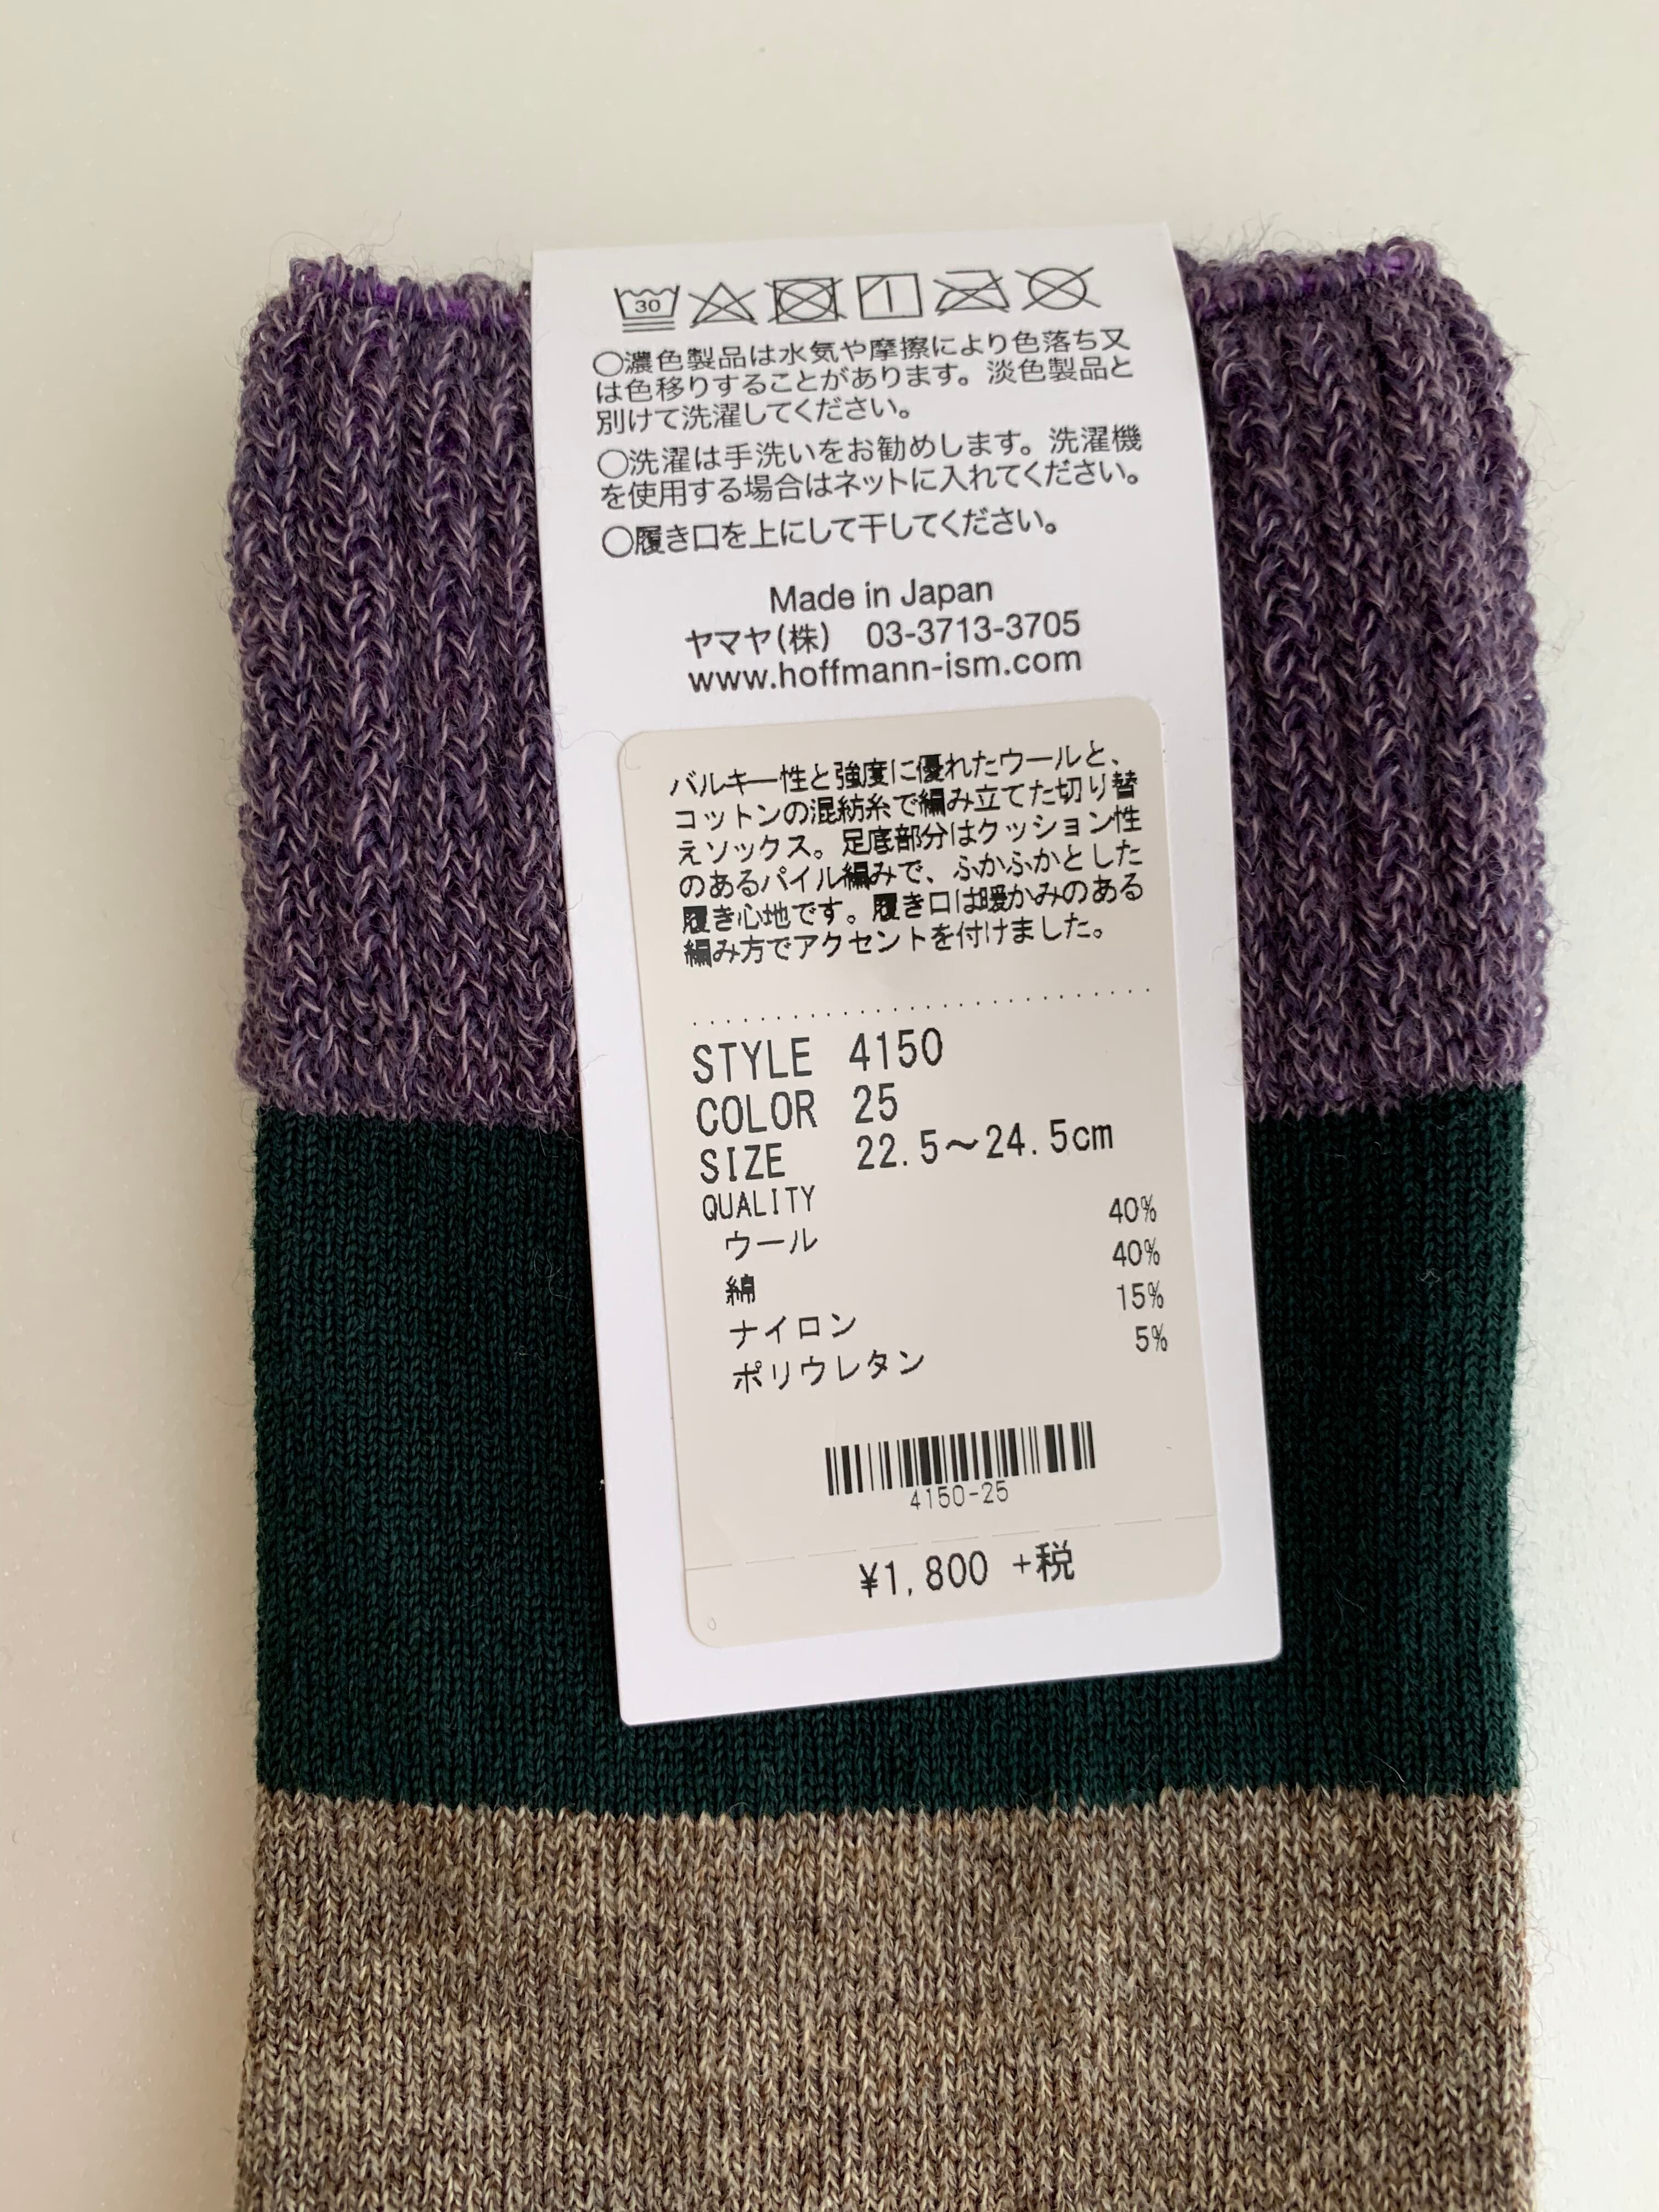 30
○濃色製品は水気や摩擦により色落ち又
は色移りすることがあります。淡色製品と
別けて洗濯してください。
○洗濯は手洗いをお勧めします。洗濯機
を使用する場合はネットに入れてください。
○履き口を上にして干してください。
Made in Japan
ヤマヤ(株) 03-3713-3705
www.hoffmann-ism.com
バルキー性と強度に優れたウールと、
コットンの混紡糸で編み立てた切り替
えソックス。足底部分はクッション性
のあるパイル編みで、ふかふかとした
履き心地です。履き口は暖かみのある
編み方でアクセントを付けました。
STYLE 4150
COLOR 25
SIZE 22.5～24.5cm
QUALITY
ウール 40%
綿 40%
ナイロン 15%
ポリウレタン 5%
4150-25
¥1,800 +税